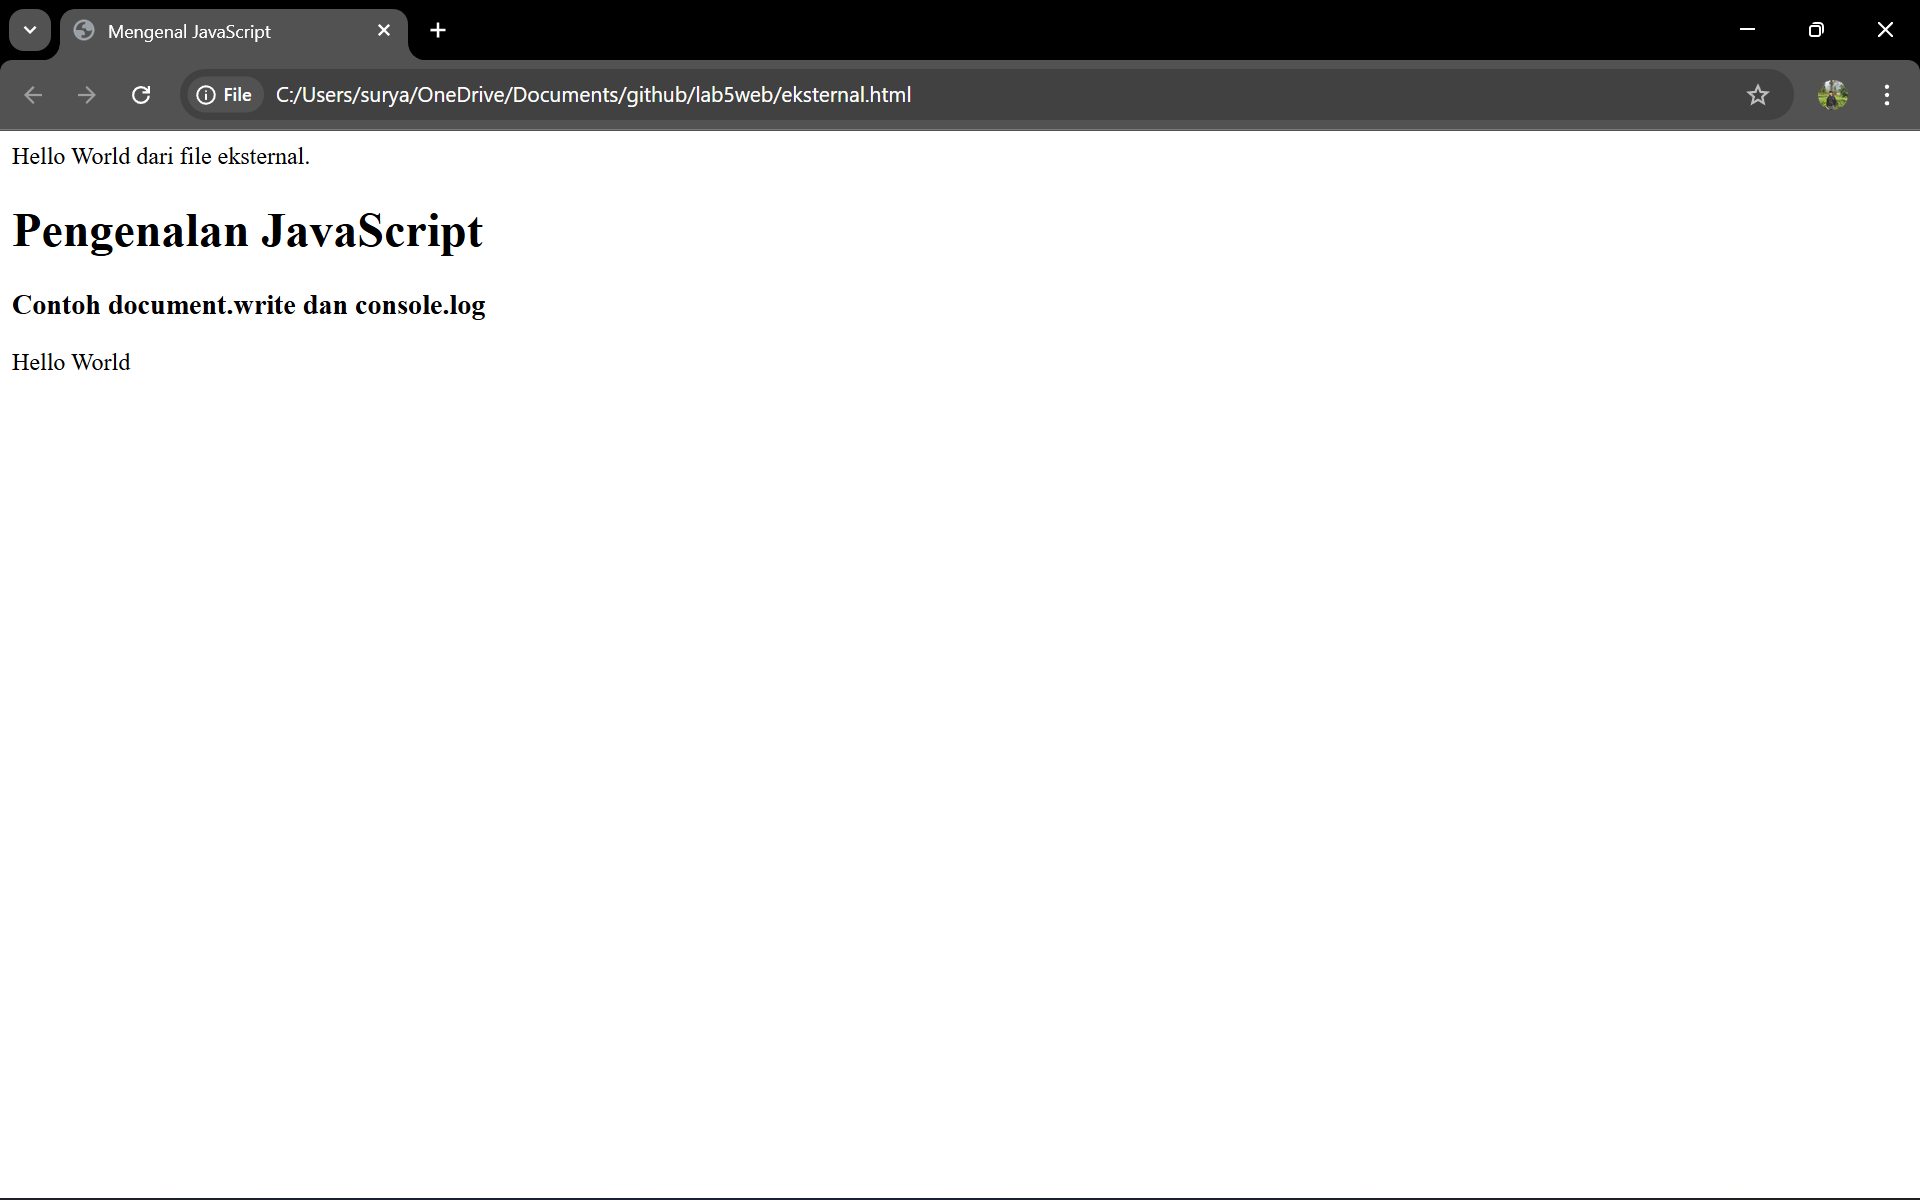 Mengenal JavaScript
File C:/Users/surya/OneDrive/Documents/github/lab5web/eksternal.html
Hello World dari file eksternal.
Pengenalan JavaScript
Contoh document.write dan console.log
Hello World